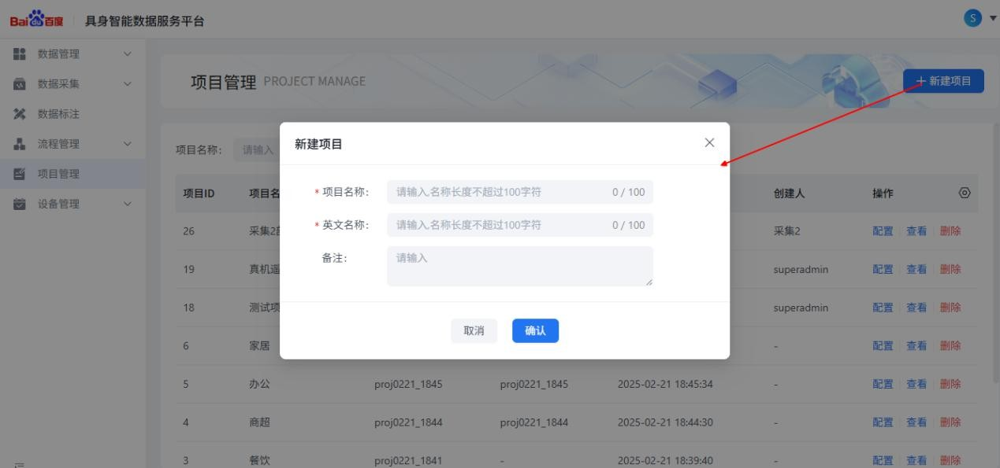 Bai du 百度 具身智能数据服务平台 S
数据管理
数据采集
数据标注
流程管理
项目管理
设备管理
项目管理 PROJECT MANAGE
+ 新建项目
项目名称: 请输入
新建项目
* 项目名称: 请输入,名称长度不超过100字符 0 / 100
* 英文名称: 请输入,名称长度不超过100字符 0 / 100
备注: 请输入
取消 确认
项目ID 项目名 创建人 操作
26 采集2 采集2 配置 查看 删除
19 真机遥 superadmin 配置 查看 删除
18 测试项 superadmin 配置 查看 删除
6 家居 - 配置 查看 删除
5 办公 proj0221_1845 proj0221_1845 2025-02-21 18:45:34 - 配置 查看 删除
4 商超 proj0221_1844 proj0221_1844 2025-02-21 18:44:30 - 配置 查看 删除
3 餐饮 proj0221_1841 - 2025-02-21 18:39:40 - 配置 查看 删除